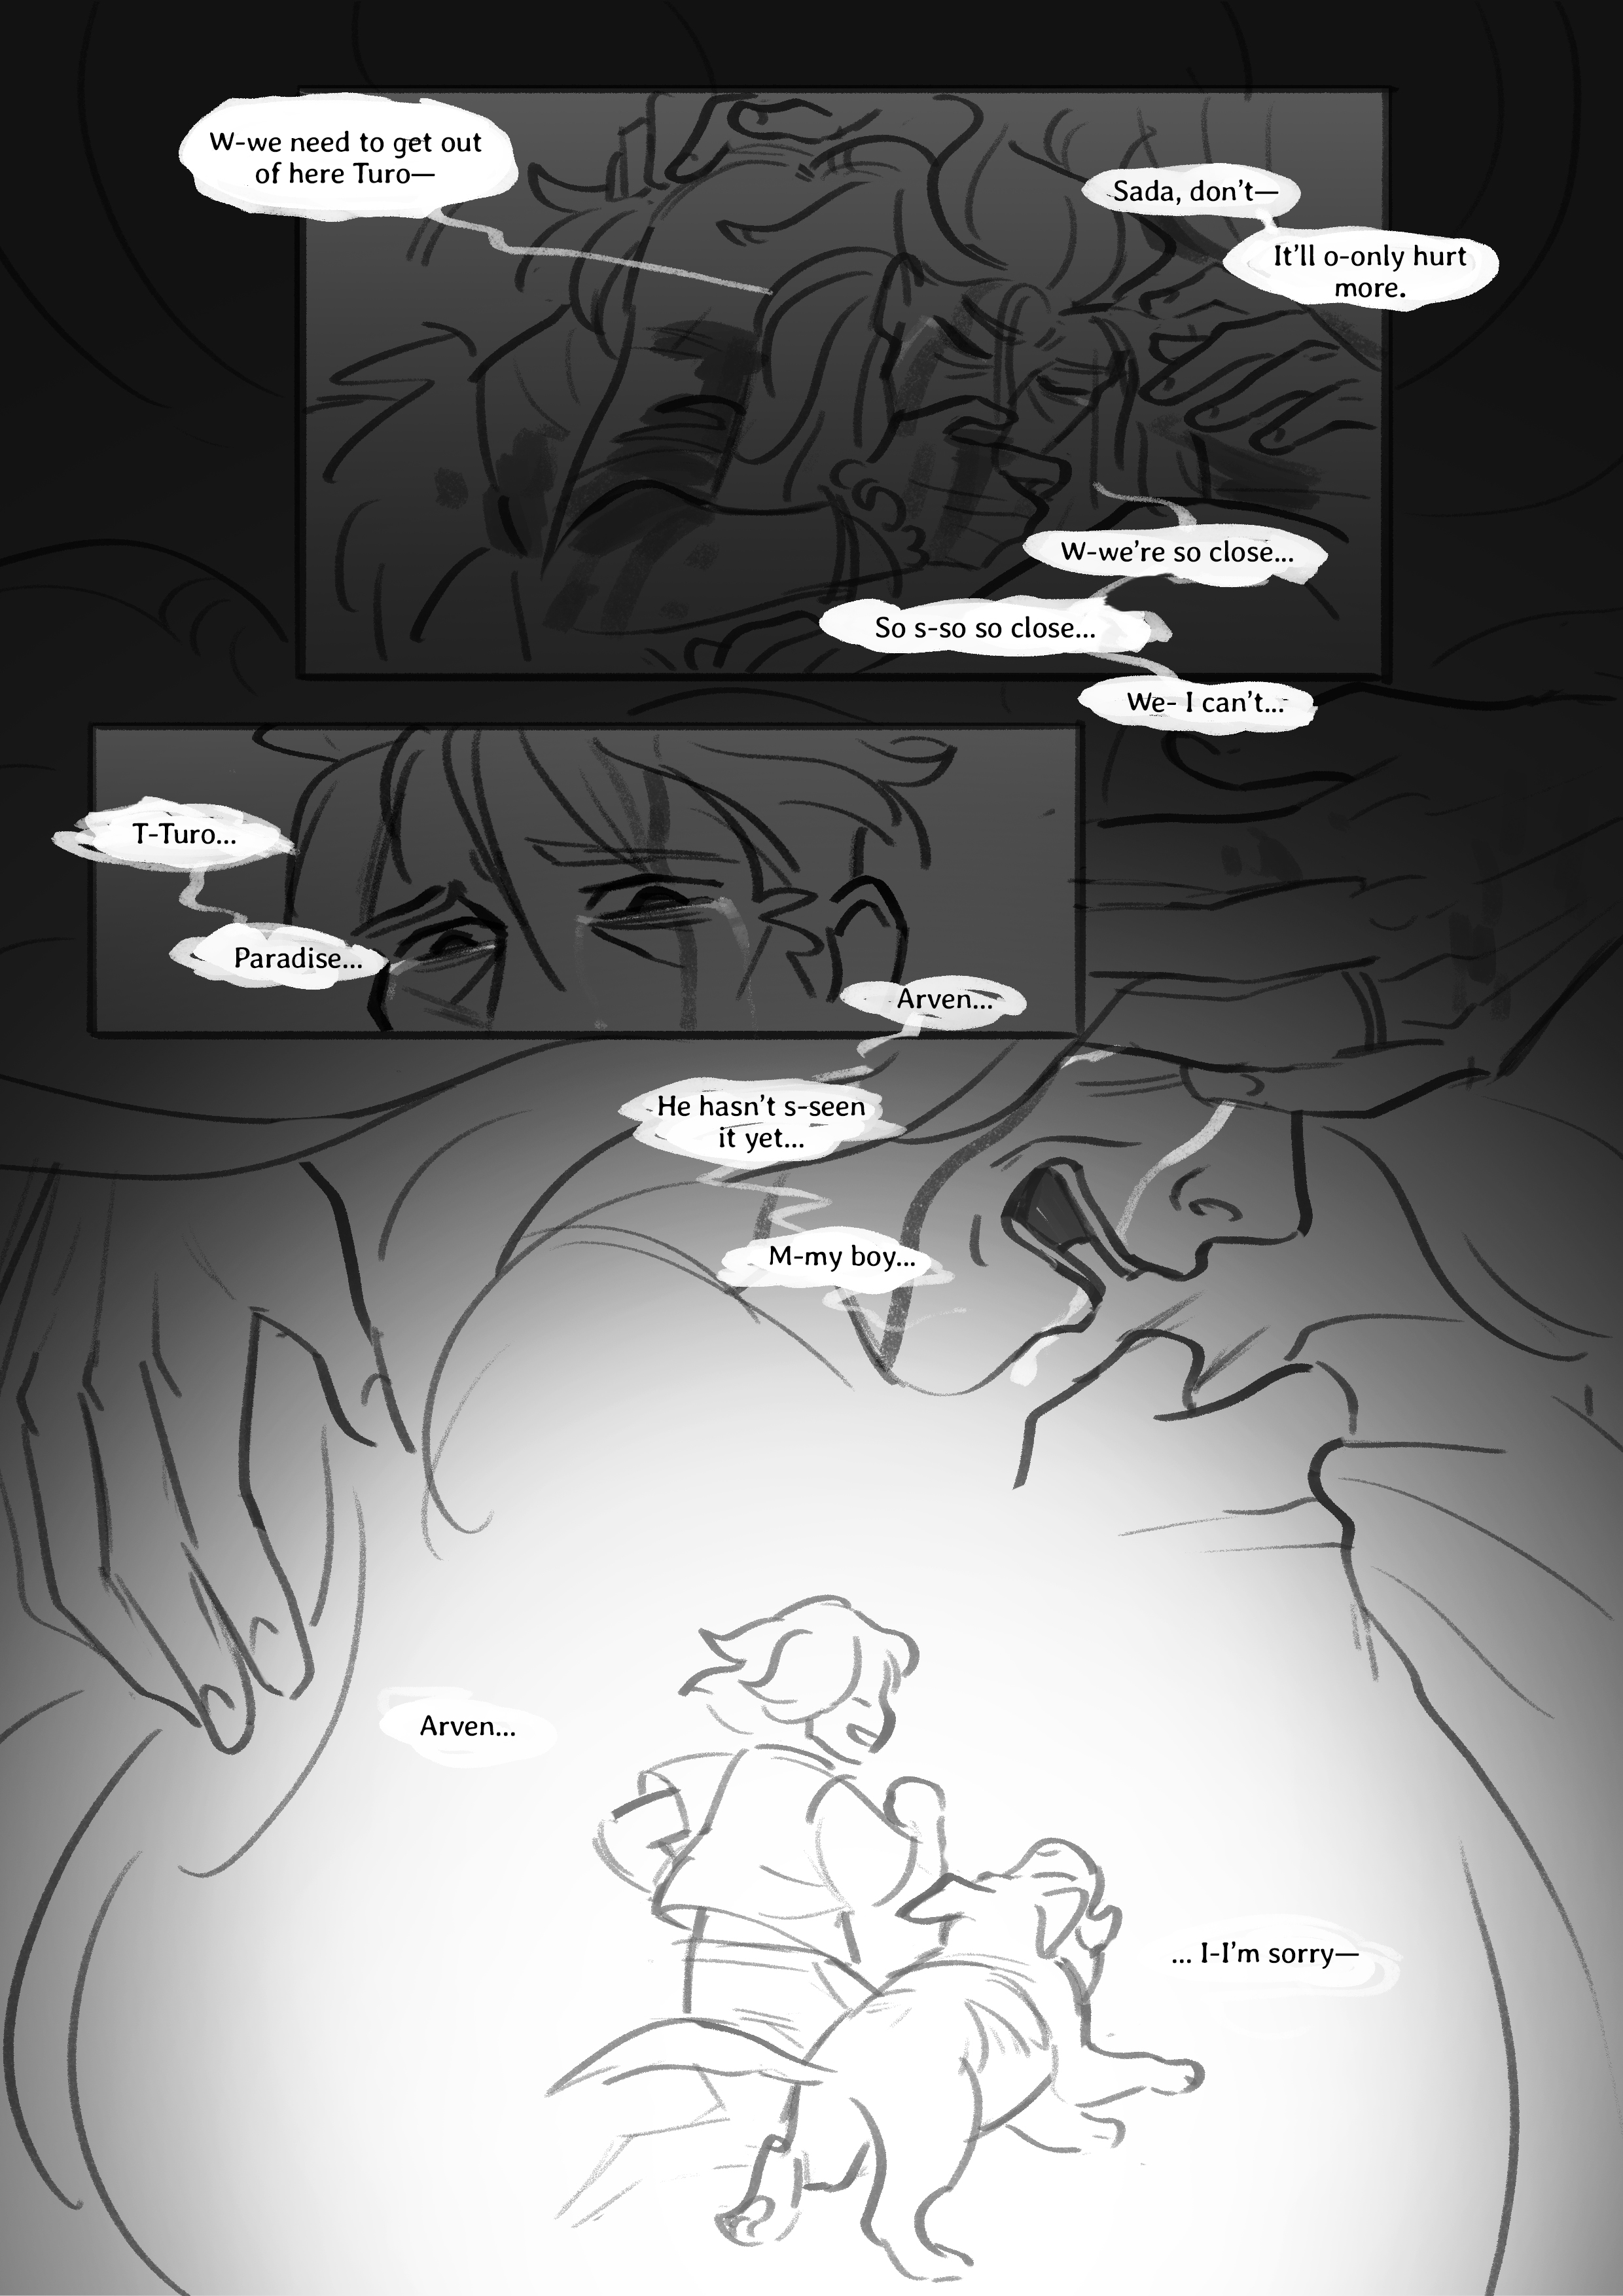 W-we need to get out
of here Turo—
Sada, don't—
It'll o-only hurt
more.
W-we're so close...
So s-so so close...
We- I can't...
T-Turo...
Paradise...
Arven...
He hasn't s-seen
it yet...
M-my boy...
Arven...
... I-I'm sorry—